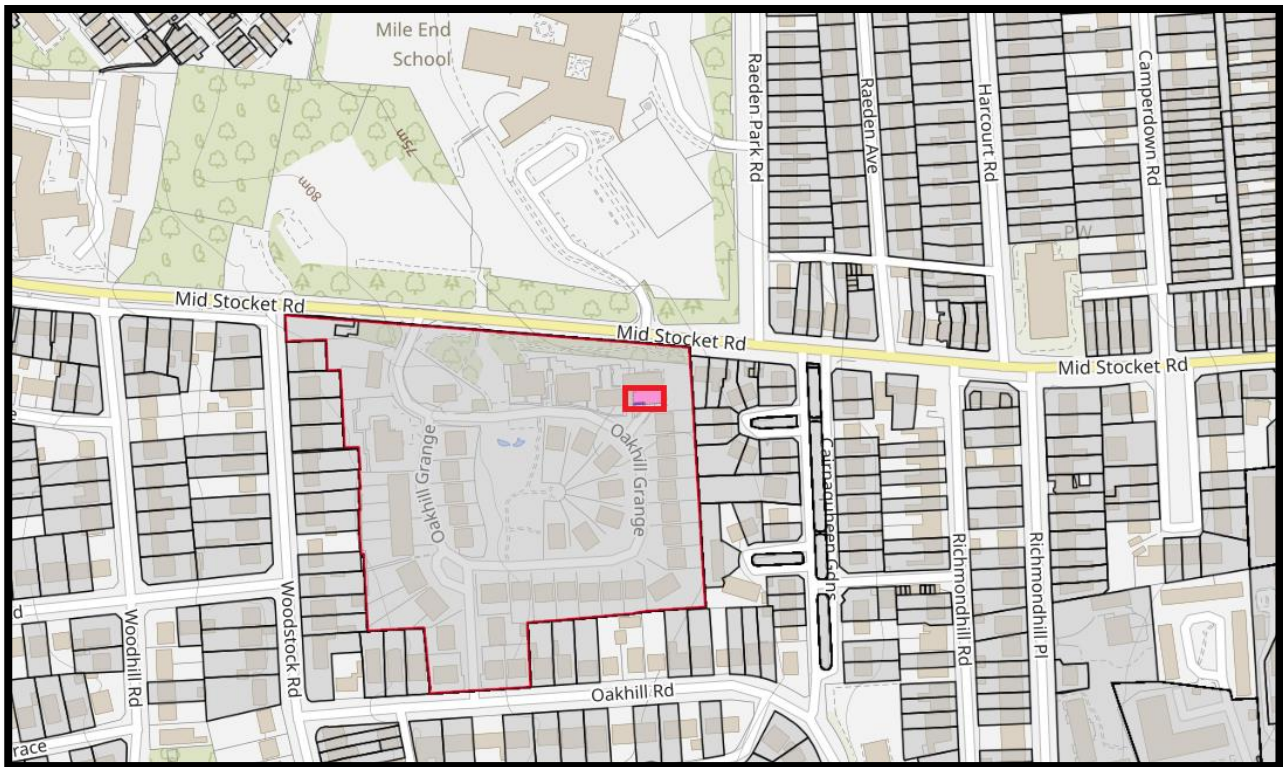 Mile End
School
Raeden Park Rd
Raeden Ave
Harcourt Rd
Camperdown Rd
75m
80m
PW
Mid Stocket Rd
Mid Stocket Rd
Mid Stocket Rd
Oakhill Grange
Oakhill Grange
Cairnaquheen Gdns
Woodhill Rd
Woodstock Rd
Richmondhill Rd
Richmondhill Pl
Oakhill Rd
d
race